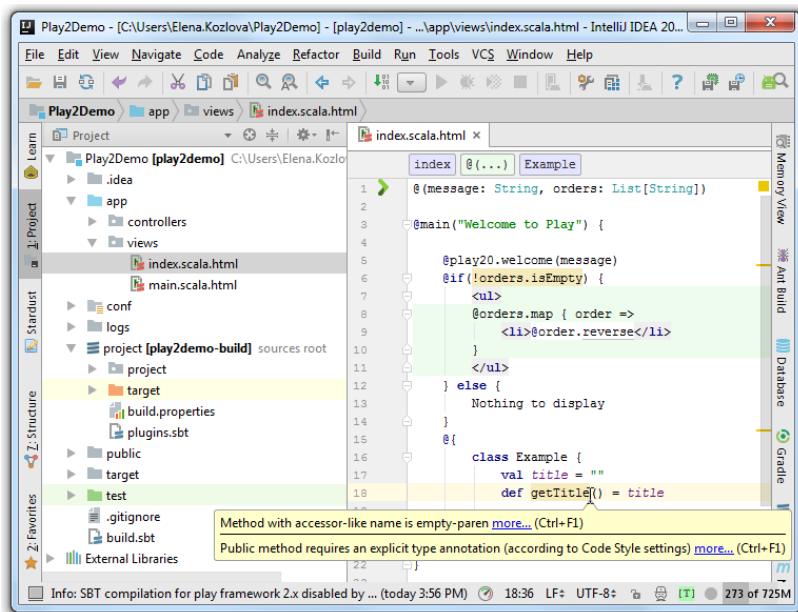 Play2Demo - [C:\Users\Elena.Kozlova\Play2Demo] - [play2demo] - ...\app\views\index.scala.html - IntelliJ IDEA 20...
File Edit View Navigate Code Analyze Refactor Build Run Tools VCS Window Help
Play2Demo app views index.scala.html
Learn
1: Project
Stardust
7: Structure
2: Favorites
Project
Play2Demo [play2demo] C:\Users\Elena.Kozlo
.idea
app
controllers
views
index.scala.html
main.scala.html
conf
logs
project [play2demo-build] sources root
project
target
build.properties
plugins.sbt
public
target
test
.gitignore
build.sbt
External Libraries
index.scala.html
index @(...) Example
1 @(message: String, orders: List[String])
2
3 @main("Welcome to Play") {
4
5 @play20.welcome(message)
6 @if(!orders.isEmpty) {
7 <ul>
8 @orders.map { order =>
9 <li>@order.reverse</li>
10 }
11 </ul>
12 } else {
13 Nothing to display
14 }
15 @{
16 class Example {
17 val title = ""
18 def getTitle() = title
Method with accessor-like name is empty-paren more... (Ctrl+F1)
Public method requires an explicit type annotation (according to Code Style settings) more... (Ctrl+F1)
22 }
Memory View
Ant Build
Database
Gradle
m
Info: SBT compilation for play framework 2.x disabled by ... (today 3:56 PM) 18:36 LF UTF-8 [T] 273 of 725M